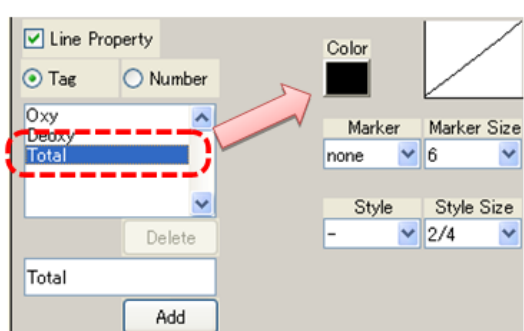 Line Property
Color
Tag
Number
Oxy
Deoxy
Total
Marker
Marker Size
none
6
Style
Style Size
-
2/4
Delete
Total
Add